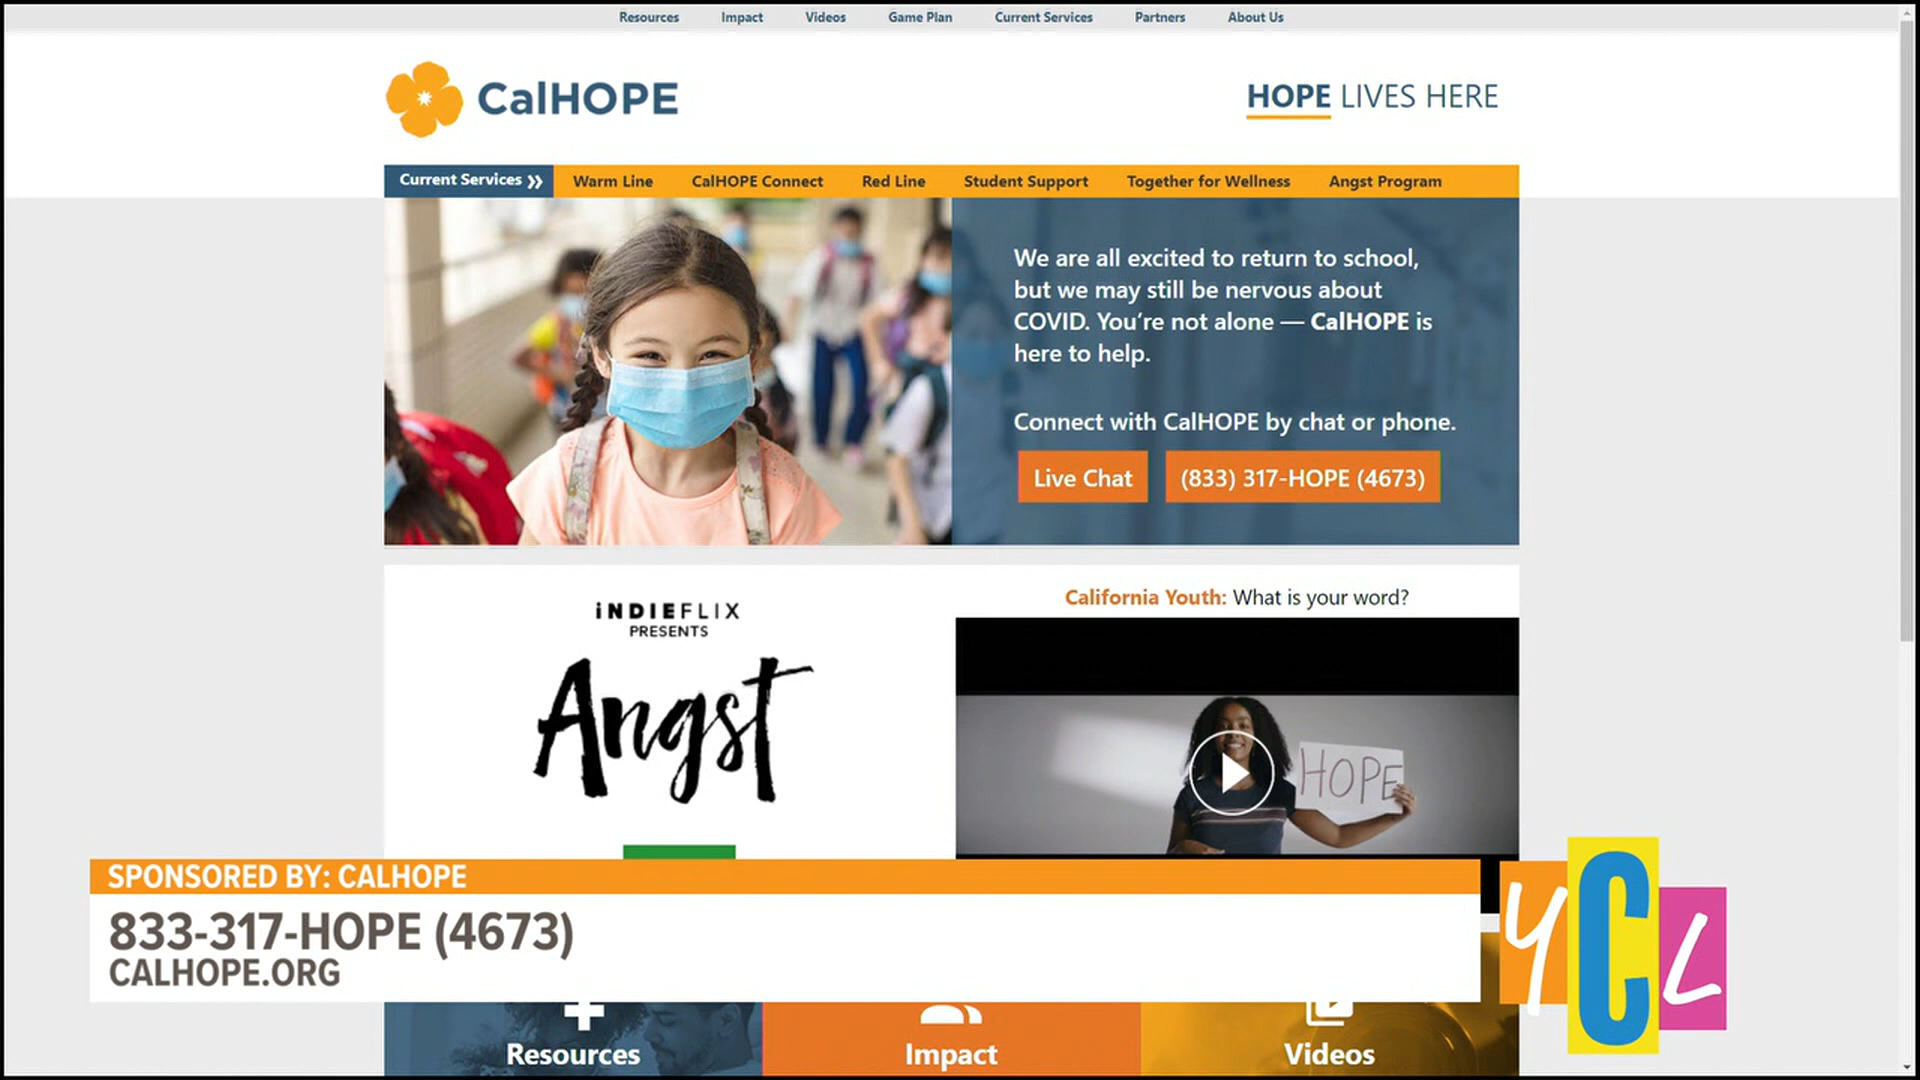 Resources Impact Videos Game Plan Current Services Partners About Us
CalHOPE
HOPE LIVES HERE
Current Services » Warm Line CalHOPE Connect Red Line Student Support Together for Wellness Angst Program
We are all excited to return to school,
but we may still be nervous about
COVID. You're not alone — CalHOPE is
here to help.
Connect with CalHOPE by chat or phone.
Live Chat (833) 317-HOPE (4673)
iNDIEFLIX
PRESENTS
Angst
California Youth: What is your word?
HOPE
SPONSORED BY: CALHOPE
833-317-HOPE (4673)
CALHOPE.ORG
YCL
Resources Impact Videos